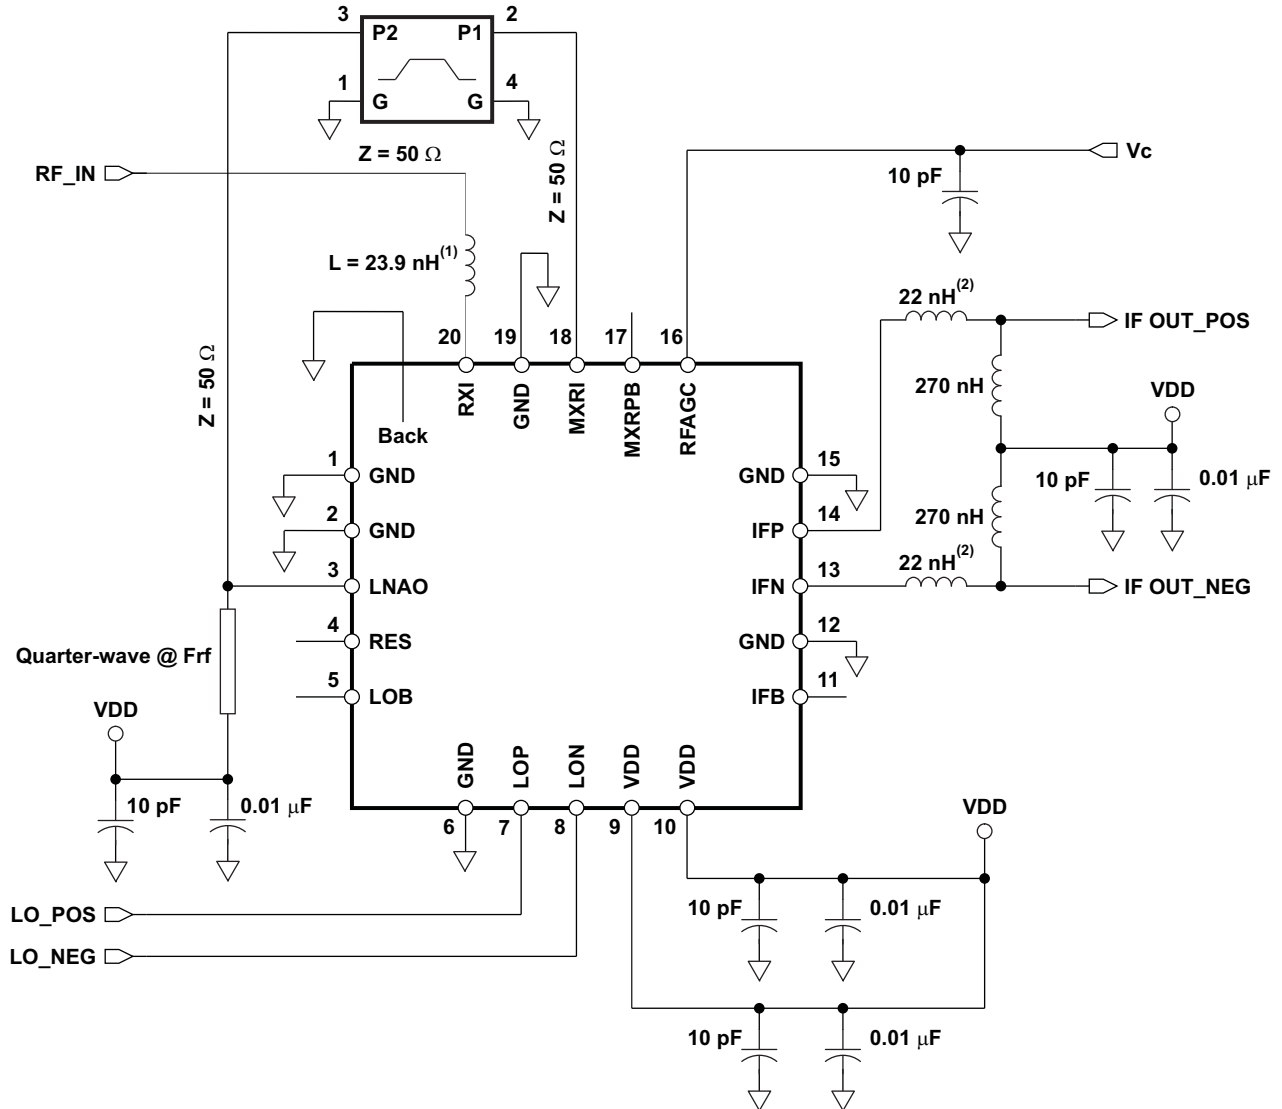 3
2
P2
P1
1
4
G
G
Z = 50 Ω
RF_IN
Z = 50 Ω
Vc
10 pF
L = 23.9 nH(1)
22 nH(2)
IF OUT_POS
20
19
18
17
16
RXI
GND
MXRI
MXRPB
RFAGC
270 nH
VDD
Z = 50 Ω
Back
1
GND
GND
15
10 pF
0.01 μF
2
GND
IFP
14
270 nH
22 nH(2)
3
LNAO
IFN
13
IF OUT_NEG
4
RES
GND
12
Quarter-wave @ Frf
5
LOB
IFB
11
VDD
GND
LOP
LON
VDD
VDD
10 pF
0.01 μF
6
7
8
9
10
VDD
LO_POS
10 pF
0.01 μF
LO_NEG
10 pF
0.01 μF